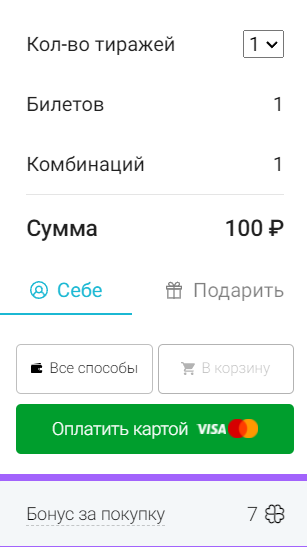 Кол-во тиражей 1
Билетов 1
Комбинаций 1
Сумма 100 ₽
Себе Подарить
Все способы В корзину
Оплатить картой VISA
Бонус за покупку 7